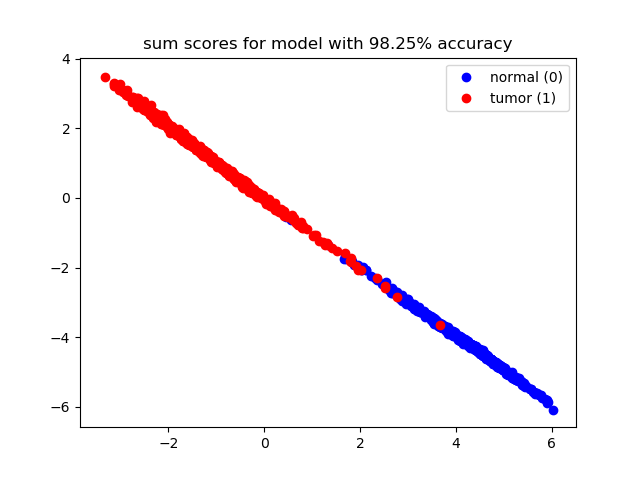 sum scores for model with 98.25% accuracy
normal (0)
tumor (1)
4
2
0
−2
−4
−6
−2 0 2 4 6